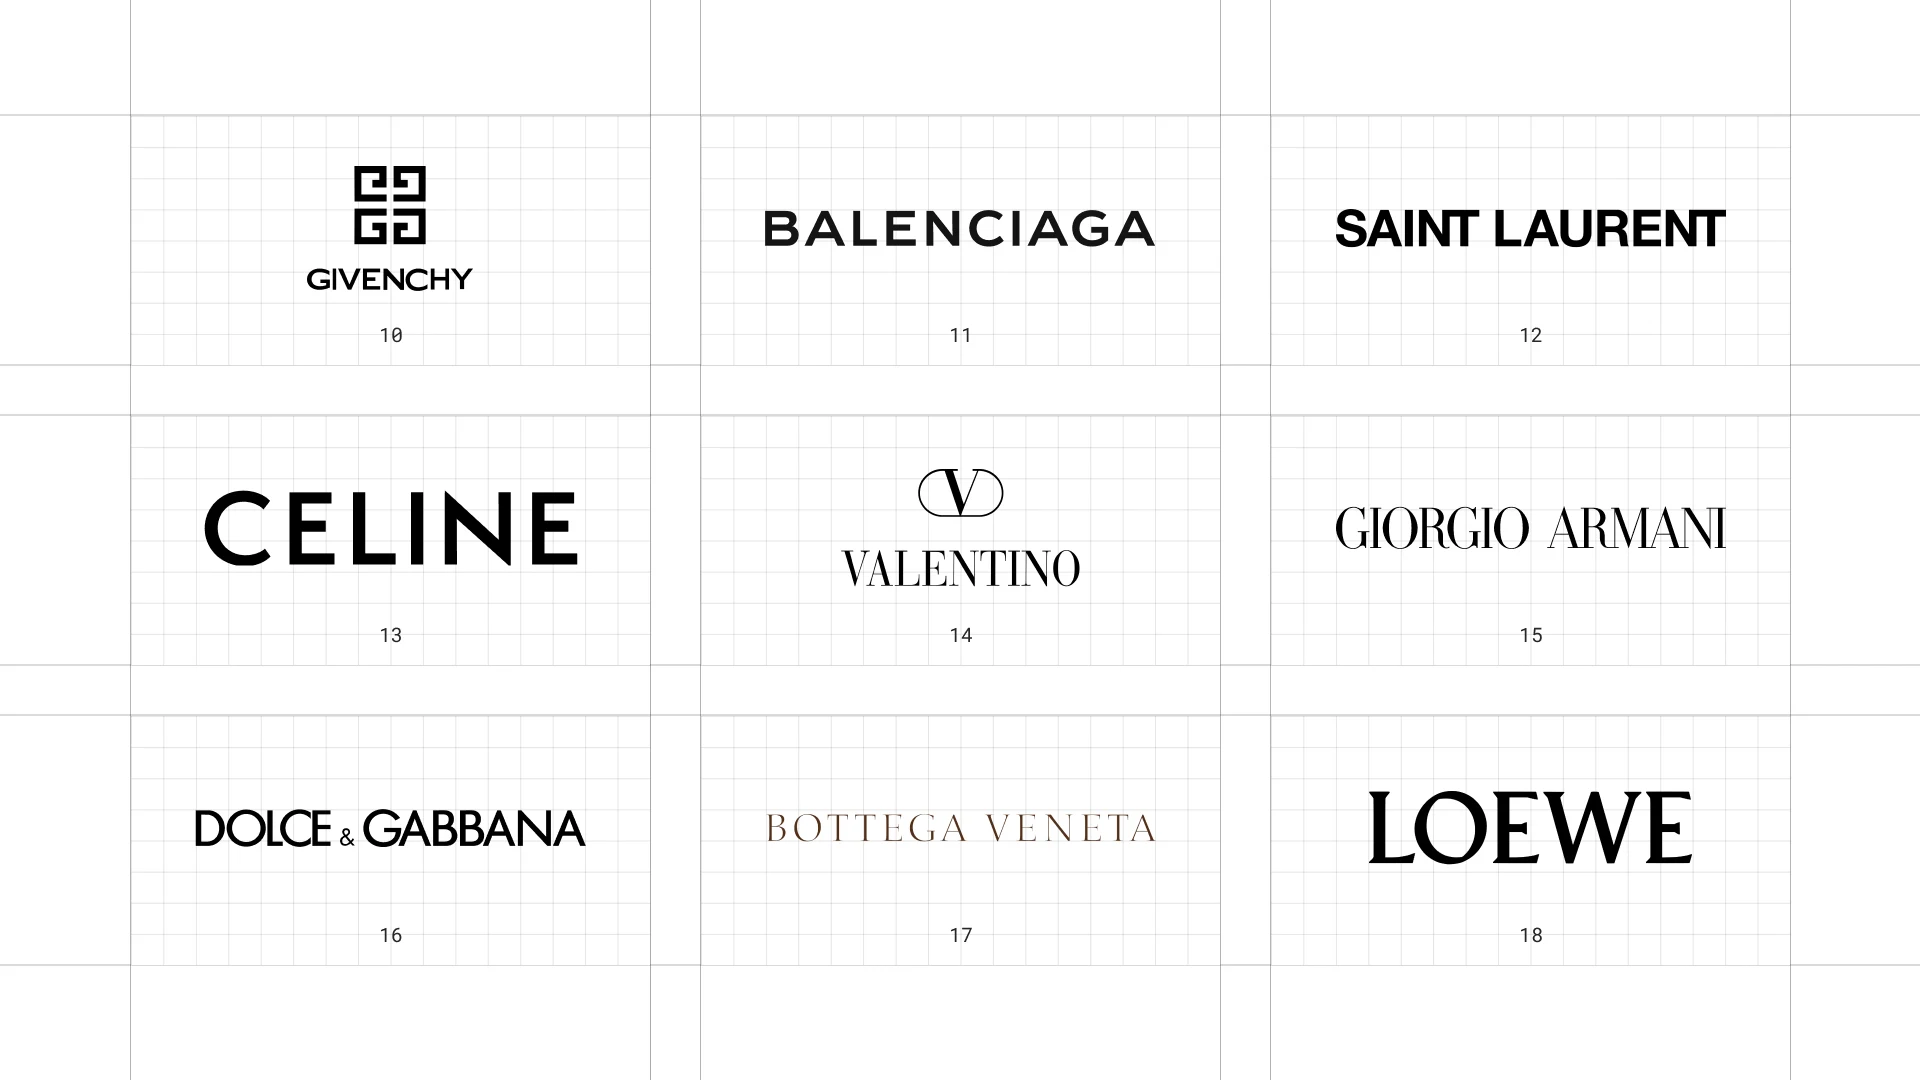 GIVENCHY
10
BALENCIAGA
11
SAINT LAURENT
12
CELINE
13
V
VALENTINO
14
GIORGIO ARMANI
15
DOLCE & GABBANA
16
BOTTEGA VENETA
17
LOEWE
18